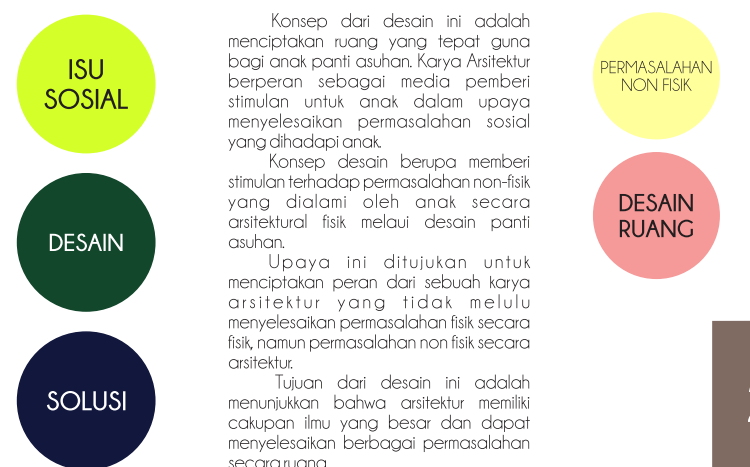 ISU
SOSIAL
DESAIN
SOLUSI
Konsep dari desain ini adalah
menciptakan ruang yang tepat guna
bagi anak panti asuhan. Karya Arsitektur
berperan sebagai media pemberi
stimulan untuk anak dalam upaya
menyelesaikan permasalahan sosial
yang dihadapi anak.
Konsep desain berupa memberi
stimulan terhadap permasalahan non-fisik
yang dialami oleh anak secara
arsitektural fisik melaui desain panti
asuhan.
Upaya ini ditujukan untuk
menciptakan peran dari sebuah karya
arsitektur yang tidak melulu
menyelesaikan permasalahan fisik secara
fisik, namun permasalahan non fisik secara
arsitektur.
Tujuan dari desain ini adalah
menunjukkan bahwa arsitektur memiliki
cakupan ilmu yang besar dan dapat
menyelesaikan berbagai permasalahan
secara ruang.
PERMASALAHAN
NON FISIK
DESAIN
RUANG